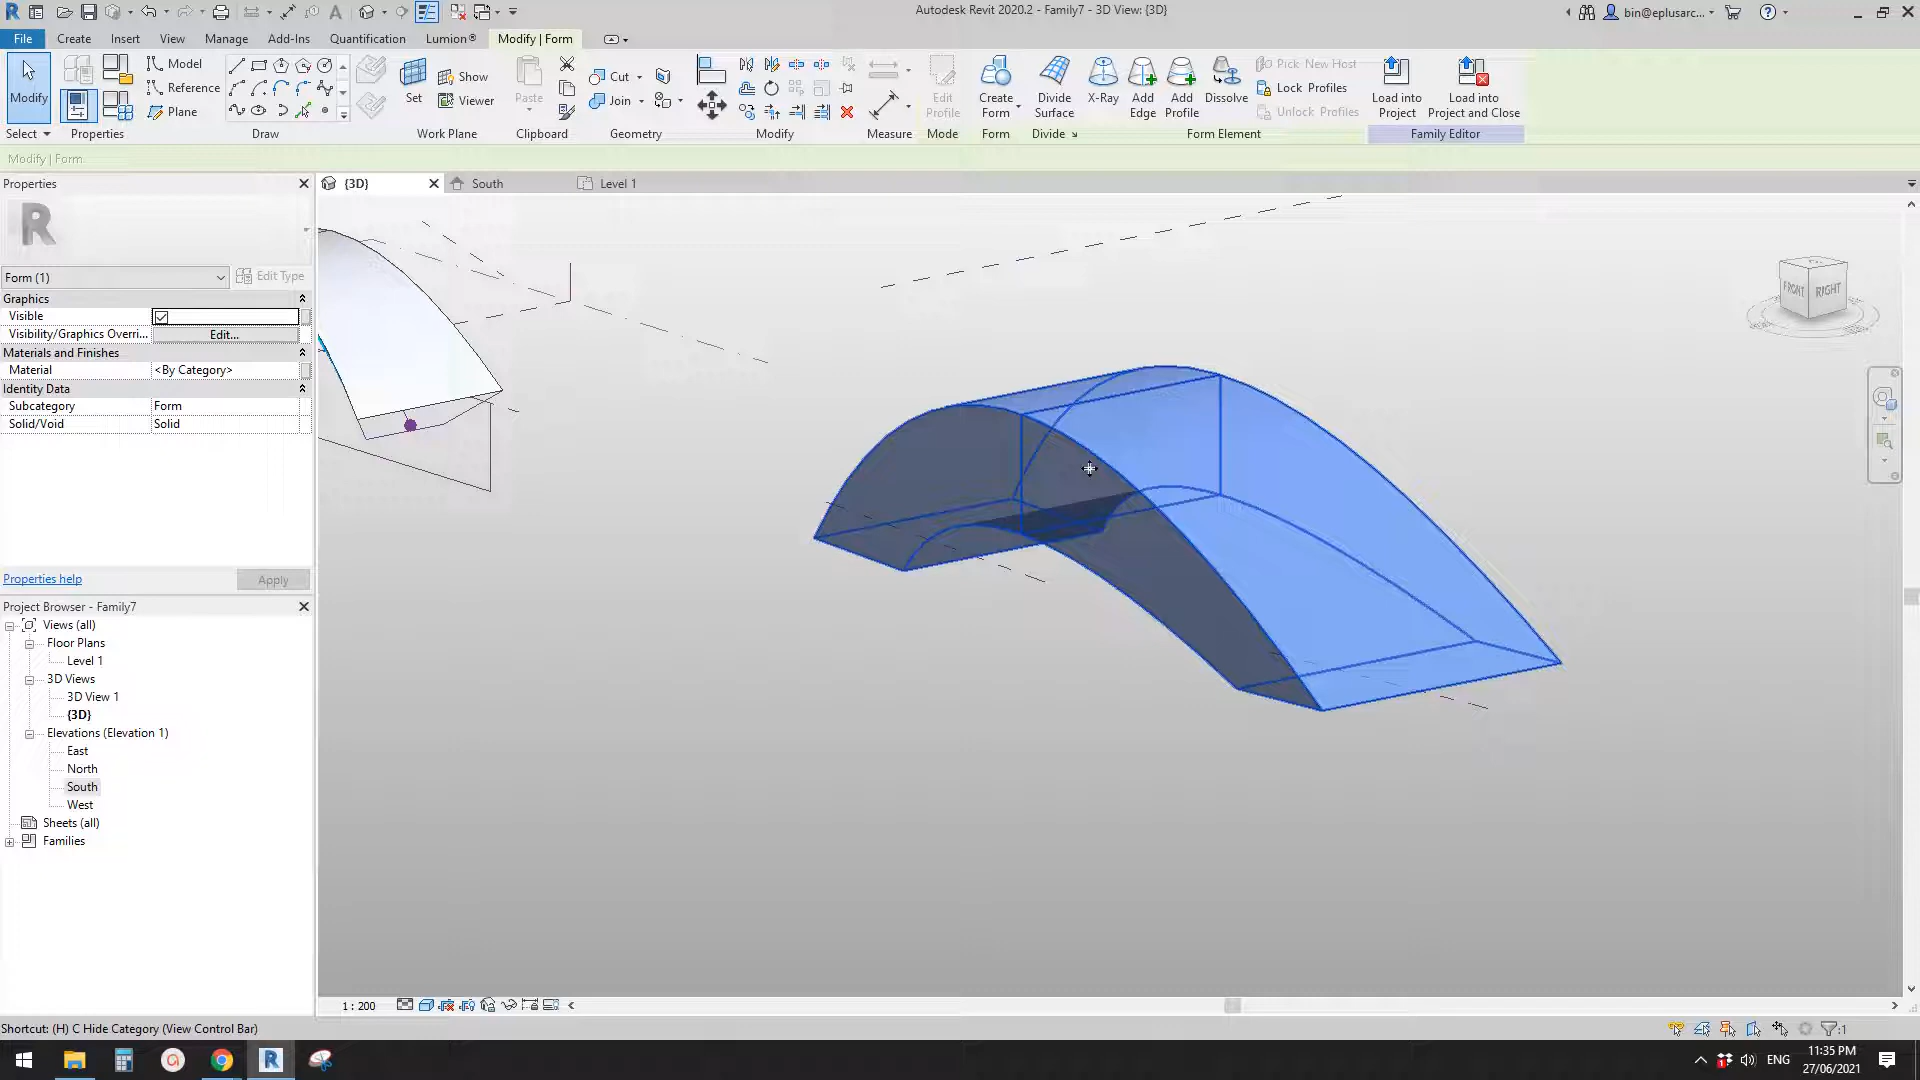 Autodesk Revit 2020.2 - Family7 - 3D View: {3D}
bin@eplusarc...
File Create Insert View Manage Add-Ins Quantification Lumion® Modify | Form
Modify
Model
Reference
Plane
Set
Show
Viewer
Paste
Cut
Join
Edit
Profile
Create
Form
Divide
Surface
X-Ray
Add
Edge
Add
Profile
Dissolve
Pick New Host
Lock Profiles
Unlock Profiles
Load into
Project
Load into
Project and Close
Select Properties Draw Work Plane Clipboard Geometry Modify Measure Mode Form Divide Form Element Family Editor
Modify | Form
Properties
{3D} South Level 1
R
Form (1) Edit Type
Graphics
Visible
Visibility/Graphics Overri... Edit...
Materials and Finishes
Material <By Category>
Identity Data
Subcategory Form
Solid/Void Solid
Properties help Apply
FRONT RIGHT
Project Browser - Family7
Views (all)
Floor Plans
Level 1
3D Views
3D View 1
{3D}
Elevations (Elevation 1)
East
North
South
West
Sheets (all)
Families
1 : 200
Shortcut: (H) C Hide Category (View Control Bar)
:1
ENG
11:35 PM
27/06/2021